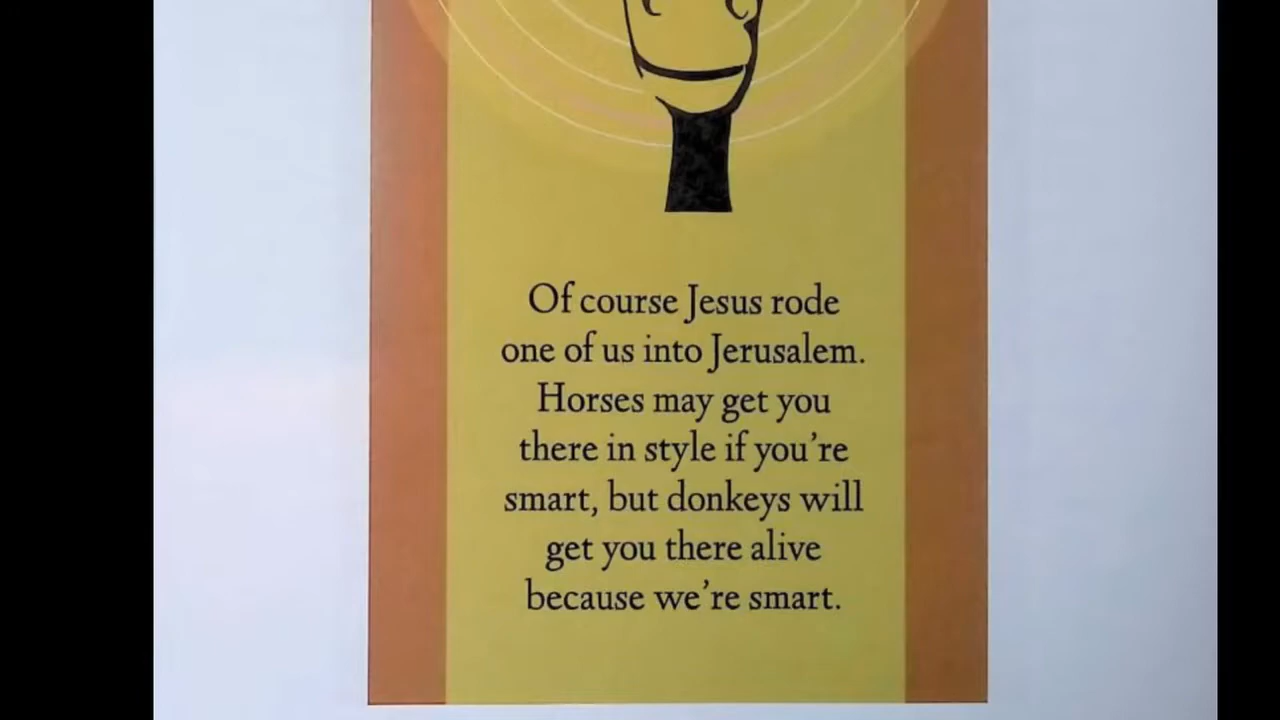 Of course Jesus rode
one of us into Jerusalem.
Horses may get you
there in style if you're
smart, but donkeys will
get you there alive
because we're smart.